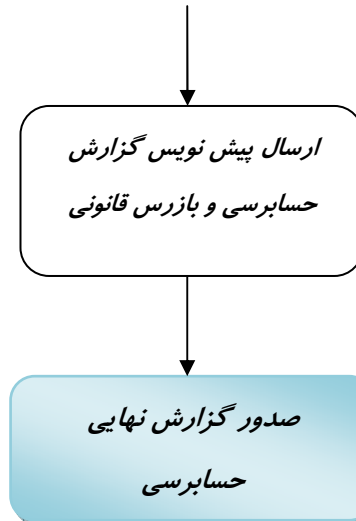 ارسال پیش نویس گزارش
حسابرسی و بازرس قانونی
صدور گزارش نهایی
حسابرسی